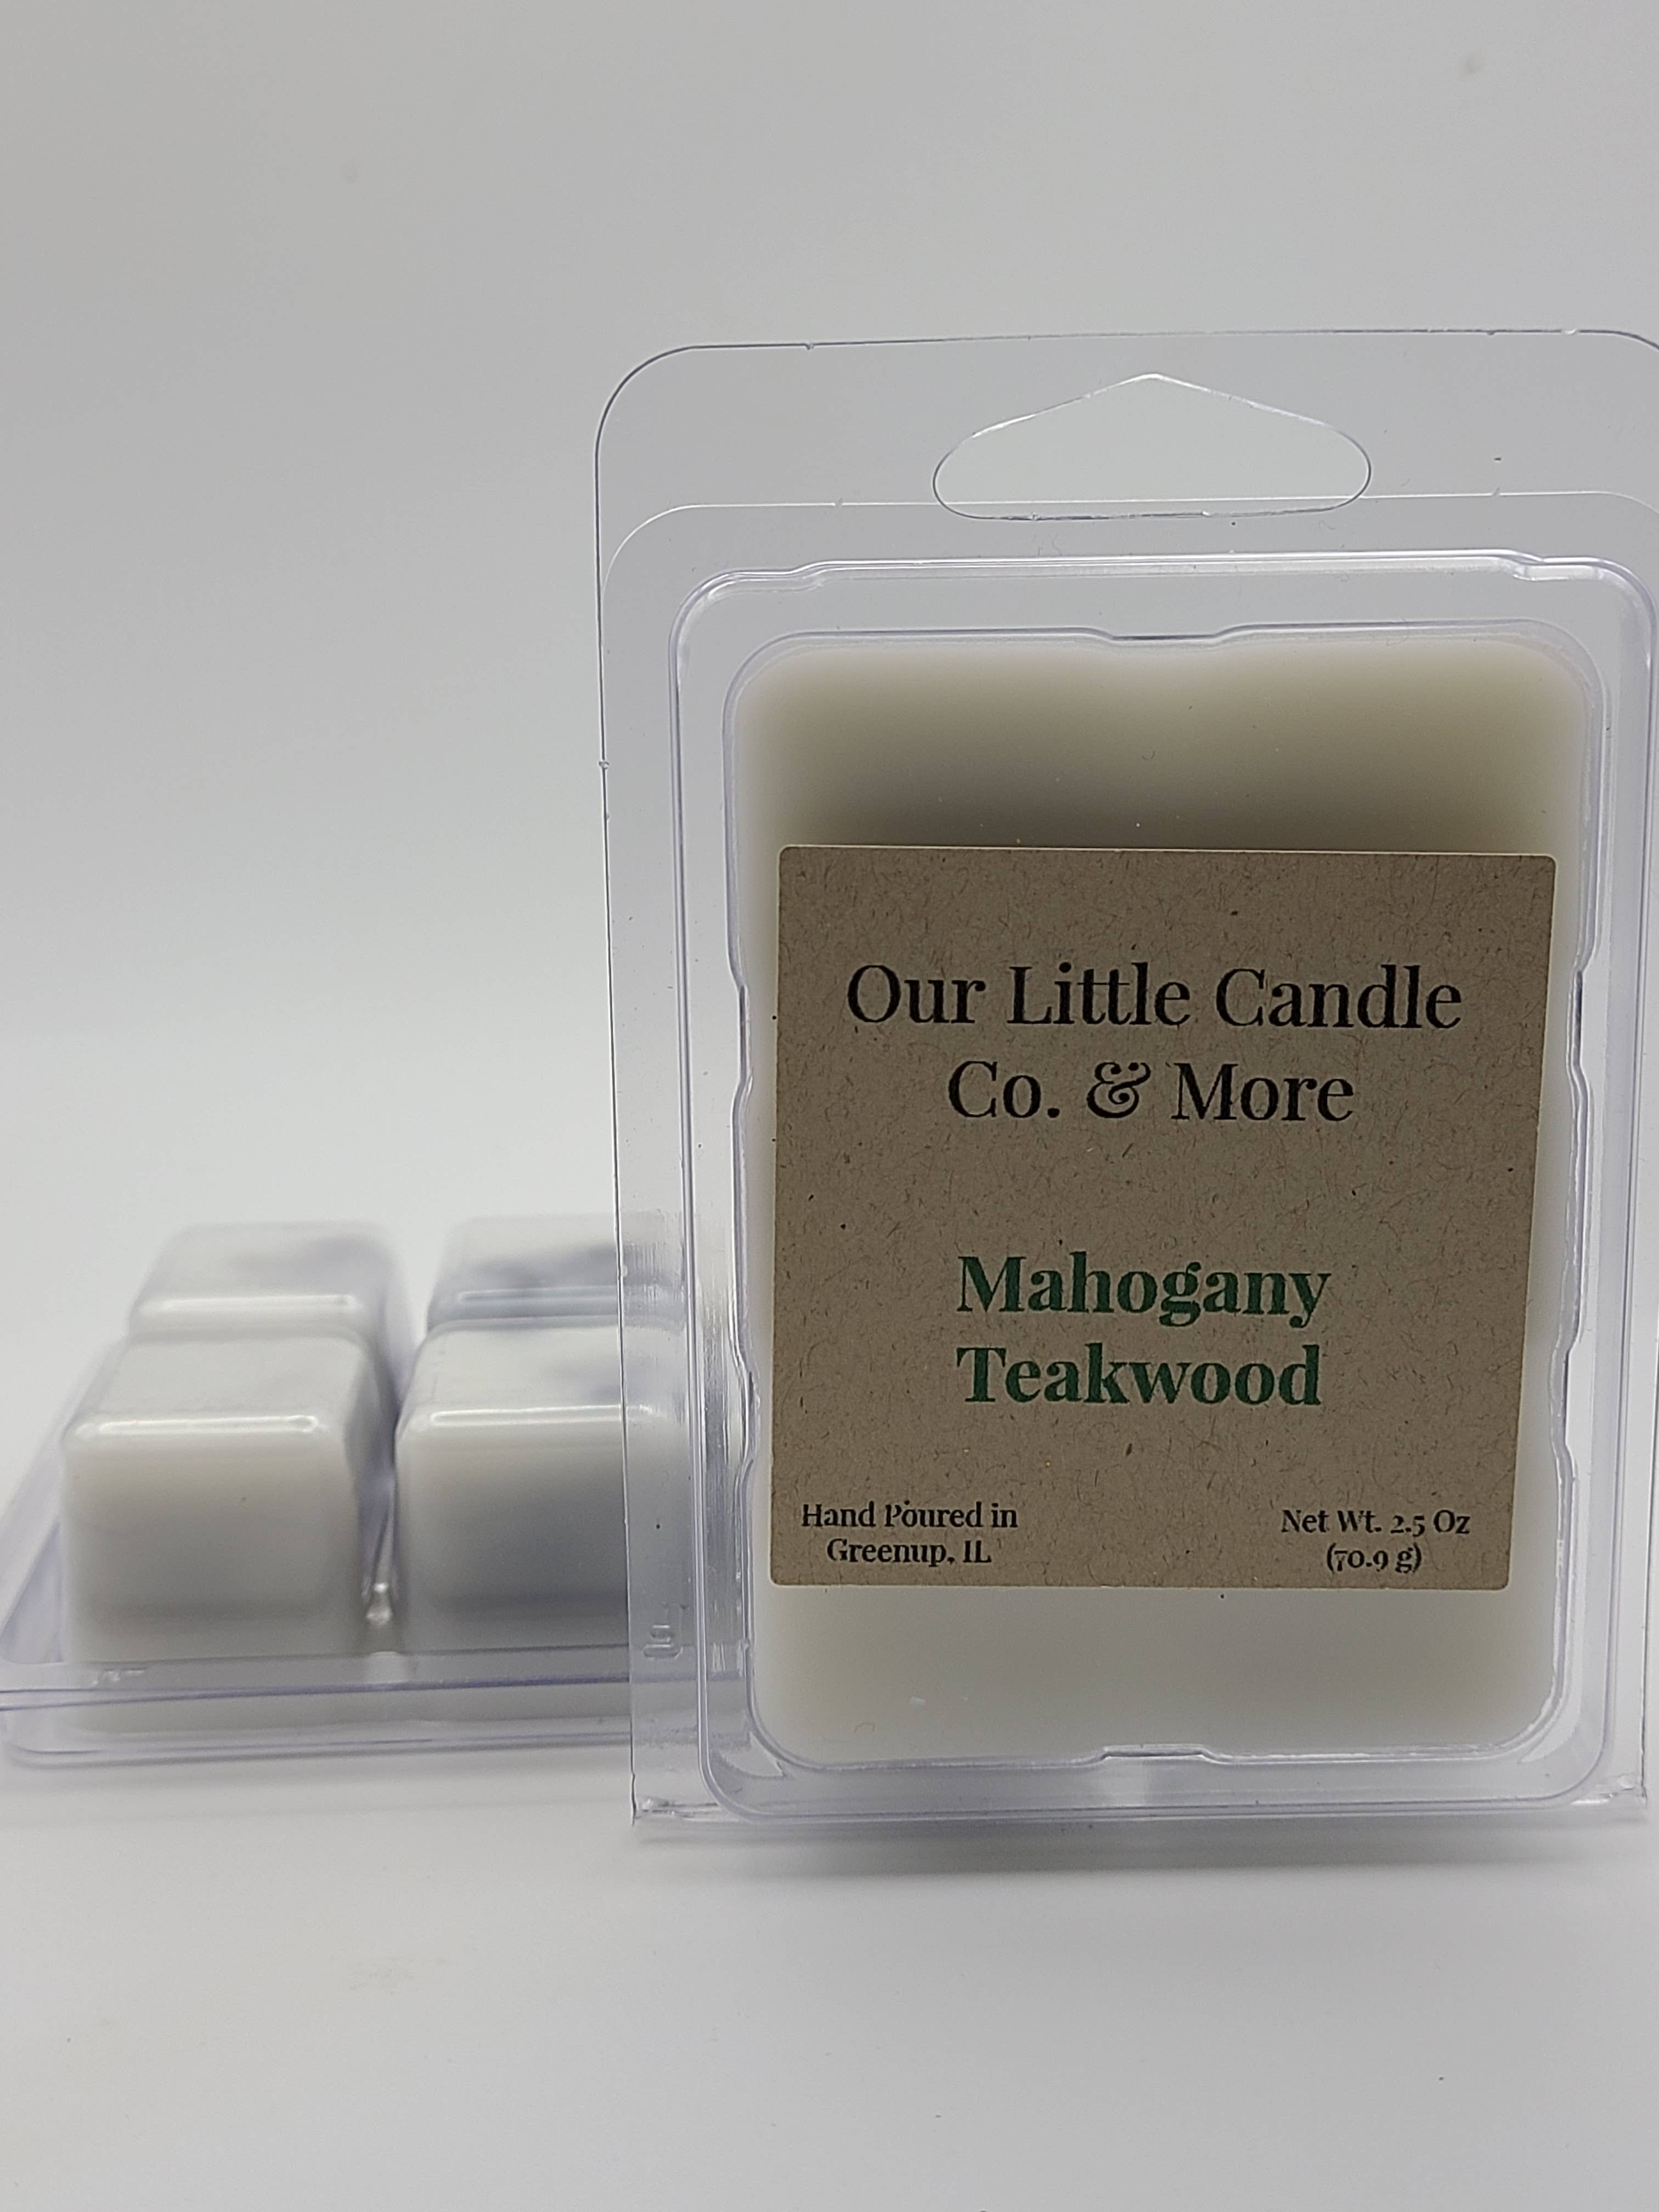 Our Little Candle
Co. & More
Mahogany
Teakwood
Hand Poured in
Greenup, IL
Net Wt. 2.5 Oz
(70.9 g)